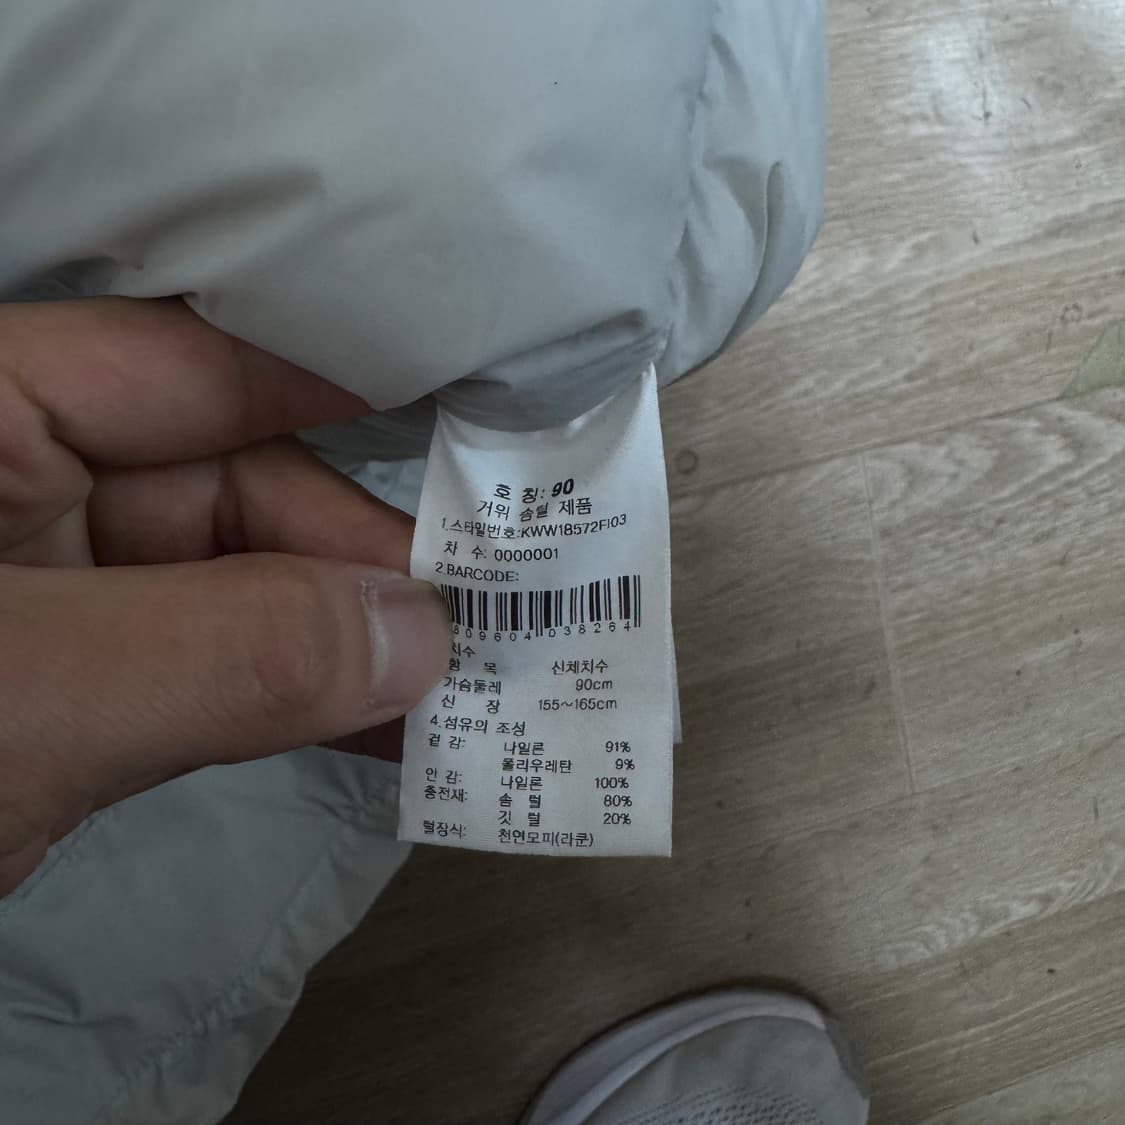 호 칭: 90
거위 솜털 제품
1.스타일번호:KWW18572FI03
차 수: 0000001
2.BARCODE:
809604038264
치수
항 목 신체치수
가슴둘레 90cm
신 장 155~165cm
4.섬유의 조성
겉 감: 나일론 91%
폴리우레탄 9%
안 감: 나일론 100%
충전재: 솜 털 80%
깃 털 20%
털장식: 천연모피(라쿤)